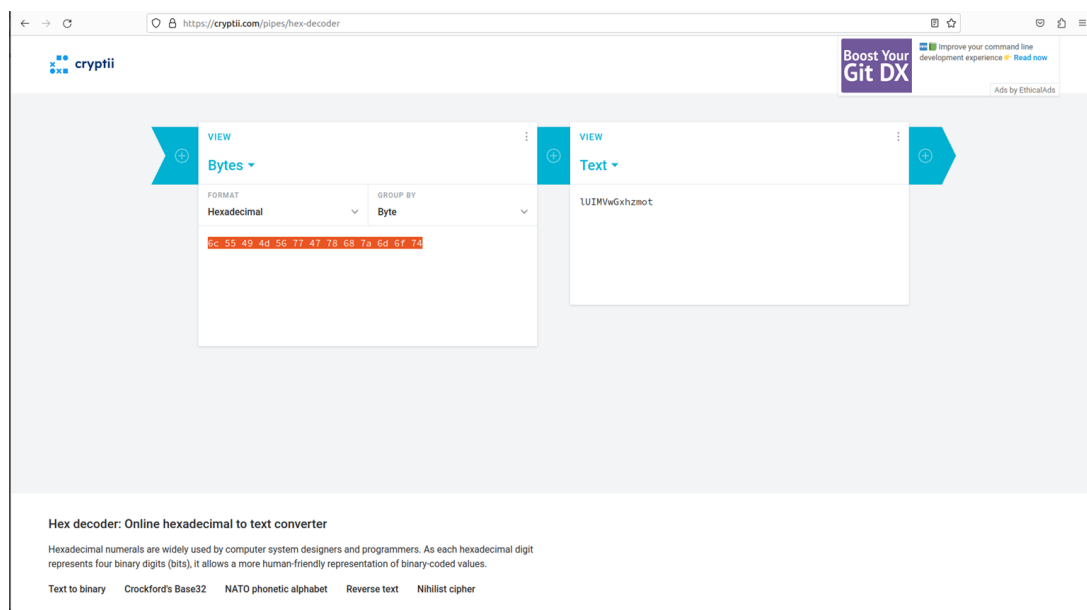 https://cryptii.com/pipes/hex-decoder
cryptii
Boost Your
Git DX
Improve your command line
development experience 👉 Read now
Ads by EthicalAds
VIEW
Bytes
FORMAT
Hexadecimal
GROUP BY
Byte
6c 55 49 4d 56 77 47 78 68 7a 6d 6f 74
VIEW
Text
lUIMVwGxhzmot
Hex decoder: Online hexadecimal to text converter
Hexadecimal numerals are widely used by computer system designers and programmers. As each hexadecimal digit
represents four binary digits (bits), it allows a more human-friendly representation of binary-coded values.
Text to binary Crockford's Base32 NATO phonetic alphabet Reverse text Nihilist cipher